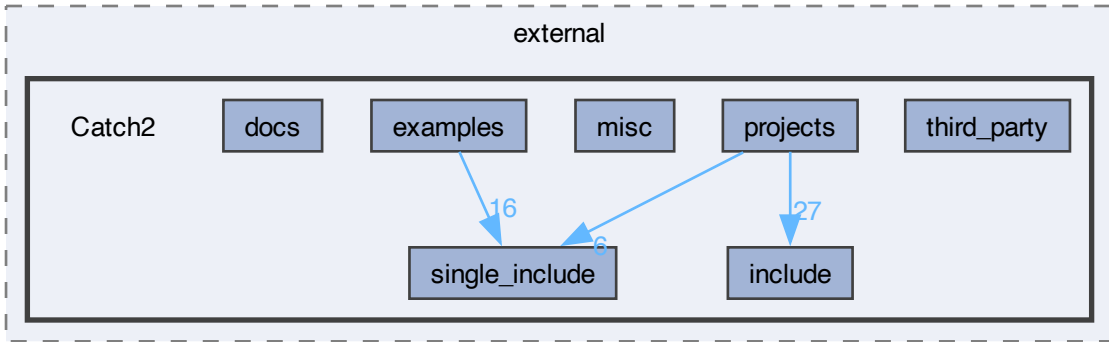 external
Catch2
docs
examples
misc
projects
third_party
16
27
6
single_include
include